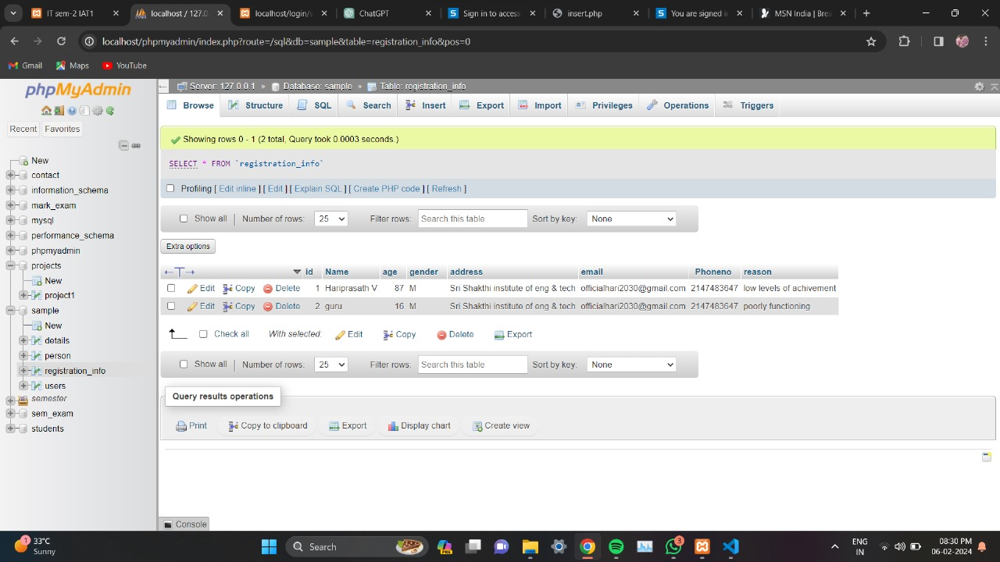 IT sem-2 IAT1
localhost / 127.0.
localhost/login/s
ChatGPT
Sign in to access
insert.php
You are signed i
MSN India | Brea
localhost/phpmyadmin/index.php?route=/sql&db=sample&table=registration_info&pos=0
Gmail Maps YouTube
phpMyAdmin
Recent Favorites
New
contact
information_schema
mark_exam
mysql
performance_schema
phpmyadmin
projects
New
project1
sample
New
details
person
registration_info
users
semester
sem_exam
students
Server: 127.0.0.1 » Database: sample » Table: registration_info
Browse Structure SQL Search Insert Export Import Privileges Operations Triggers
Showing rows 0 - 1 (2 total, Query took 0.0003 seconds.)
SELECT * FROM `registration_info`
Profiling [ Edit inline ] [ Edit ] [ Explain SQL ] [ Create PHP code ] [ Refresh ]
Show all Number of rows: 25 Filter rows: Search this table Sort by key: None
Extra options
←T→ id Name age gender address email Phoneno reason
Edit Copy Delete 1 Hariprasath V 87 M Sri Shakthi institute of eng & tech officialhari2030@gmail.com 2147483647 low levels of achivement
Edit Copy Delete 2 guru 16 M Sri Shakthi institute of eng & tech officialhari2030@gmail.com 2147483647 poorly functioning
Check all With selected: Edit Copy Delete Export
Show all Number of rows: 25 Filter rows: Search this table Sort by key: None
Query results operations
Print Copy to clipboard Export Display chart Create view
Console
1
33°C
Sunny
Search
PRE
3
ENG
IN
08:30 PM
06-02-2024